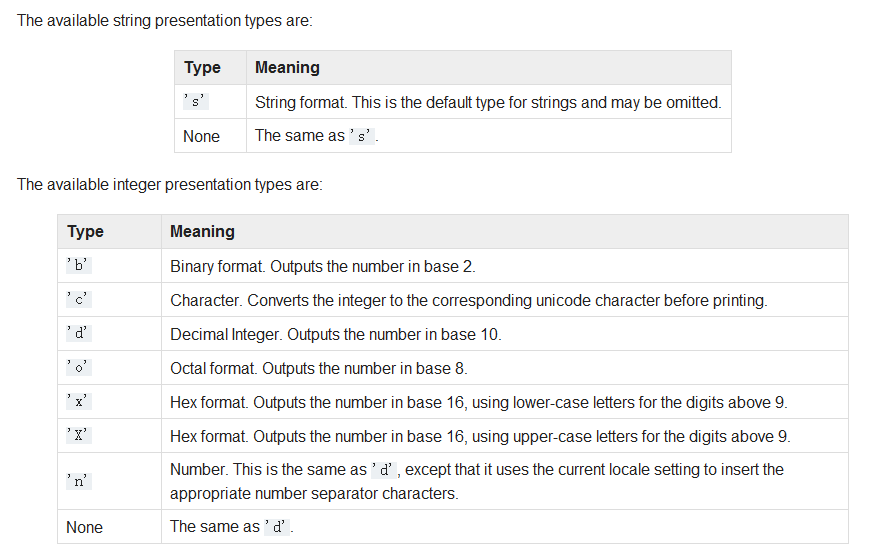 The available string presentation types are:
Type Meaning
's' String format. This is the default type for strings and may be omitted.
None The same as 's'.
The available integer presentation types are:
Type Meaning
'b' Binary format. Outputs the number in base 2.
'c' Character. Converts the integer to the corresponding unicode character before printing.
'd' Decimal Integer. Outputs the number in base 10.
'o' Octal format. Outputs the number in base 8.
'x' Hex format. Outputs the number in base 16, using lower-case letters for the digits above 9.
'X' Hex format. Outputs the number in base 16, using upper-case letters for the digits above 9.
'n' Number. This is the same as 'd', except that it uses the current locale setting to insert the
appropriate number separator characters.
None The same as 'd'.